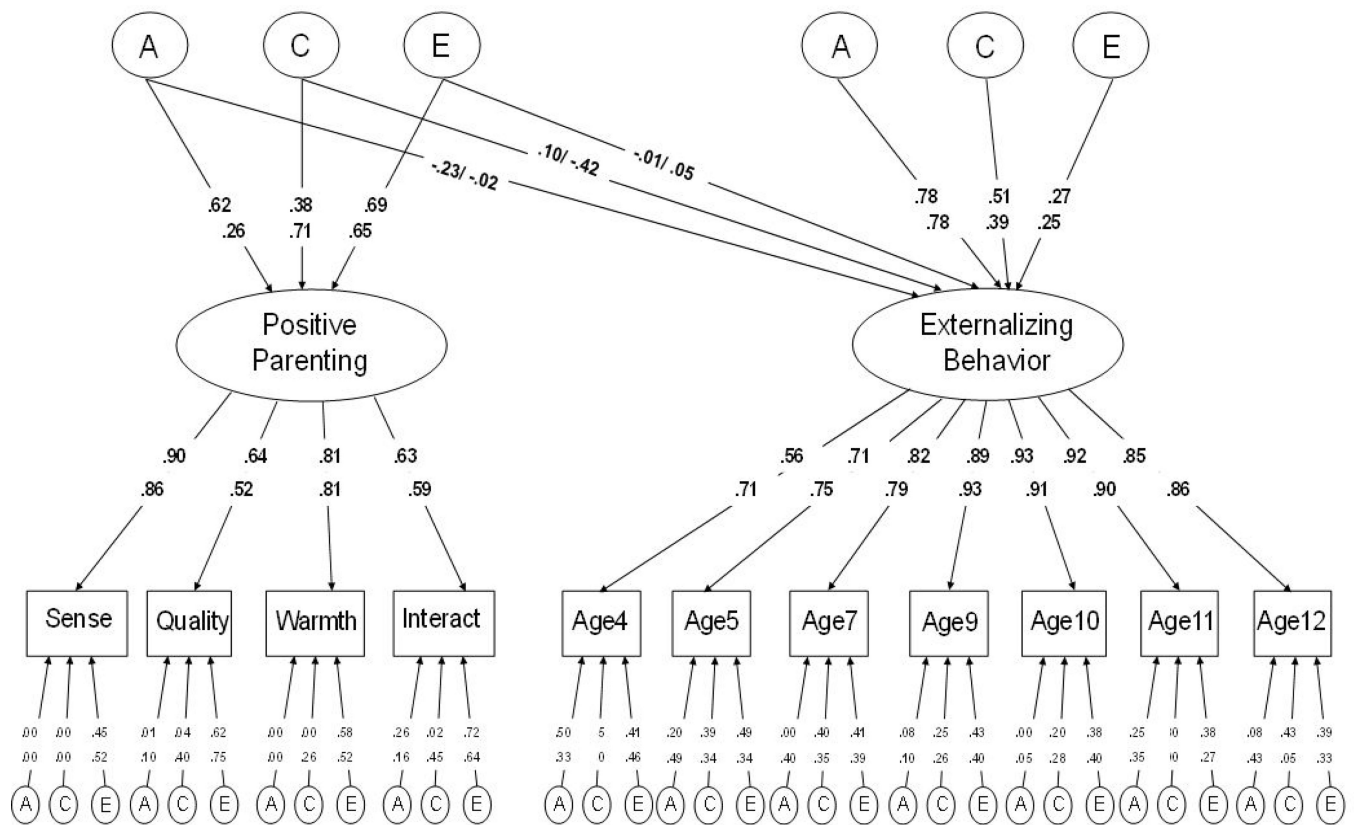 A C E A C E
-.23/ -.02
.10/ -.42
-.01/ .05
.62 .38 .69
.26 .71 .65
.78 .51 .27
.78 .39 .25
Positive
Parenting
Externalizing
Behavior
.90 .64 .81 .63
.86 .52 .81 .59
.56 .71 .82 .89 .93 .92 .85
.71 .75 .79 .93 .91 .90 .86
Sense Quality Warmth Interact Age4 Age5 Age7 Age9 Age10 Age11 Age12
.00 .00 .45 .01 .04 .62 .00 .00 .58 .26 .02 .72 .50 5 .41 .20 .39 .49 .00 .40 .41 .08 .25 .43 .00 .20 .38 .25 .38 .08 .43 .39
.00 .00 .52 .10 .40 .75 .00 .26 .52 .16 .45 .64 .33 0 .46 .49 .34 .34 .40 .35 .39 .10 .26 .40 .05 .28 .40 .35 0 .27 .43 .05 .33
A C E A C E A C E A C E A C E A C E A C E A C E A C E A C E A C E